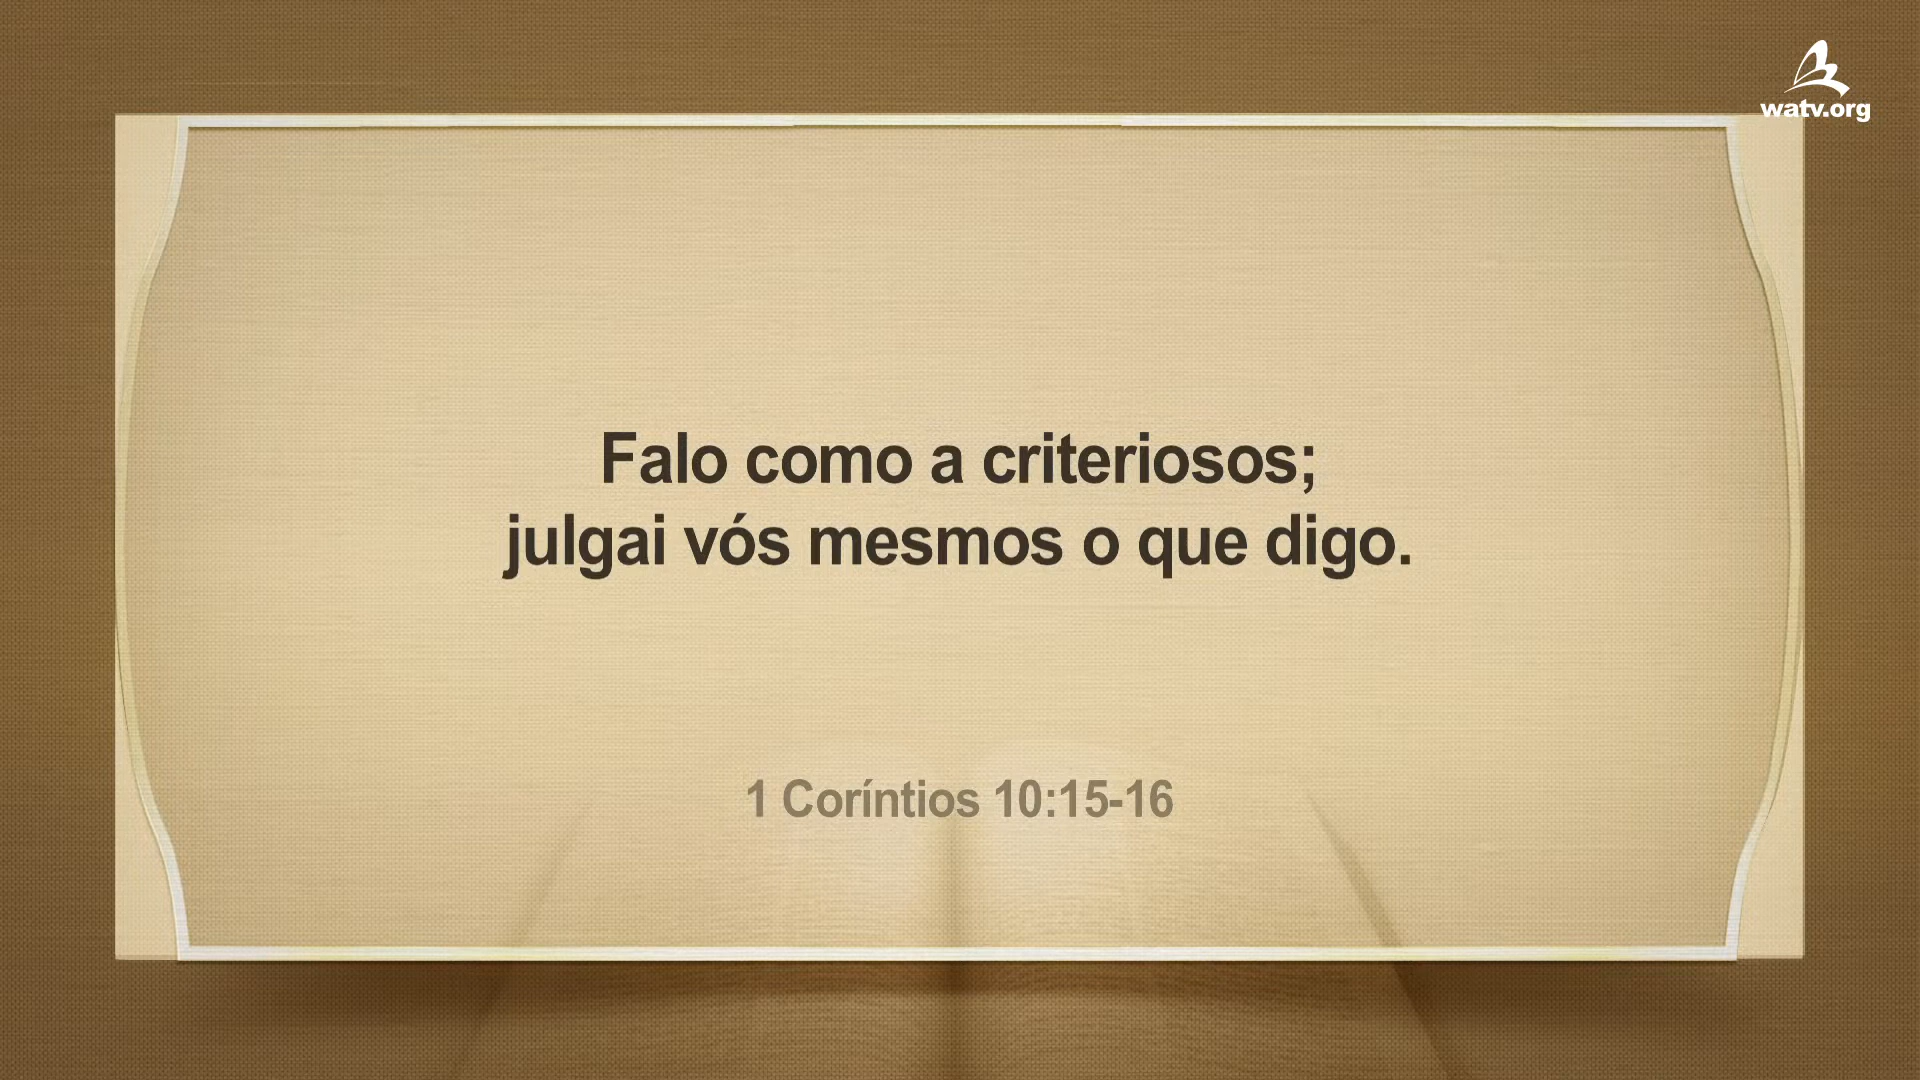 watv.org
Falo como a criteriosos;
julgai vós mesmos o que digo.
1 Coríntios 10:15-16